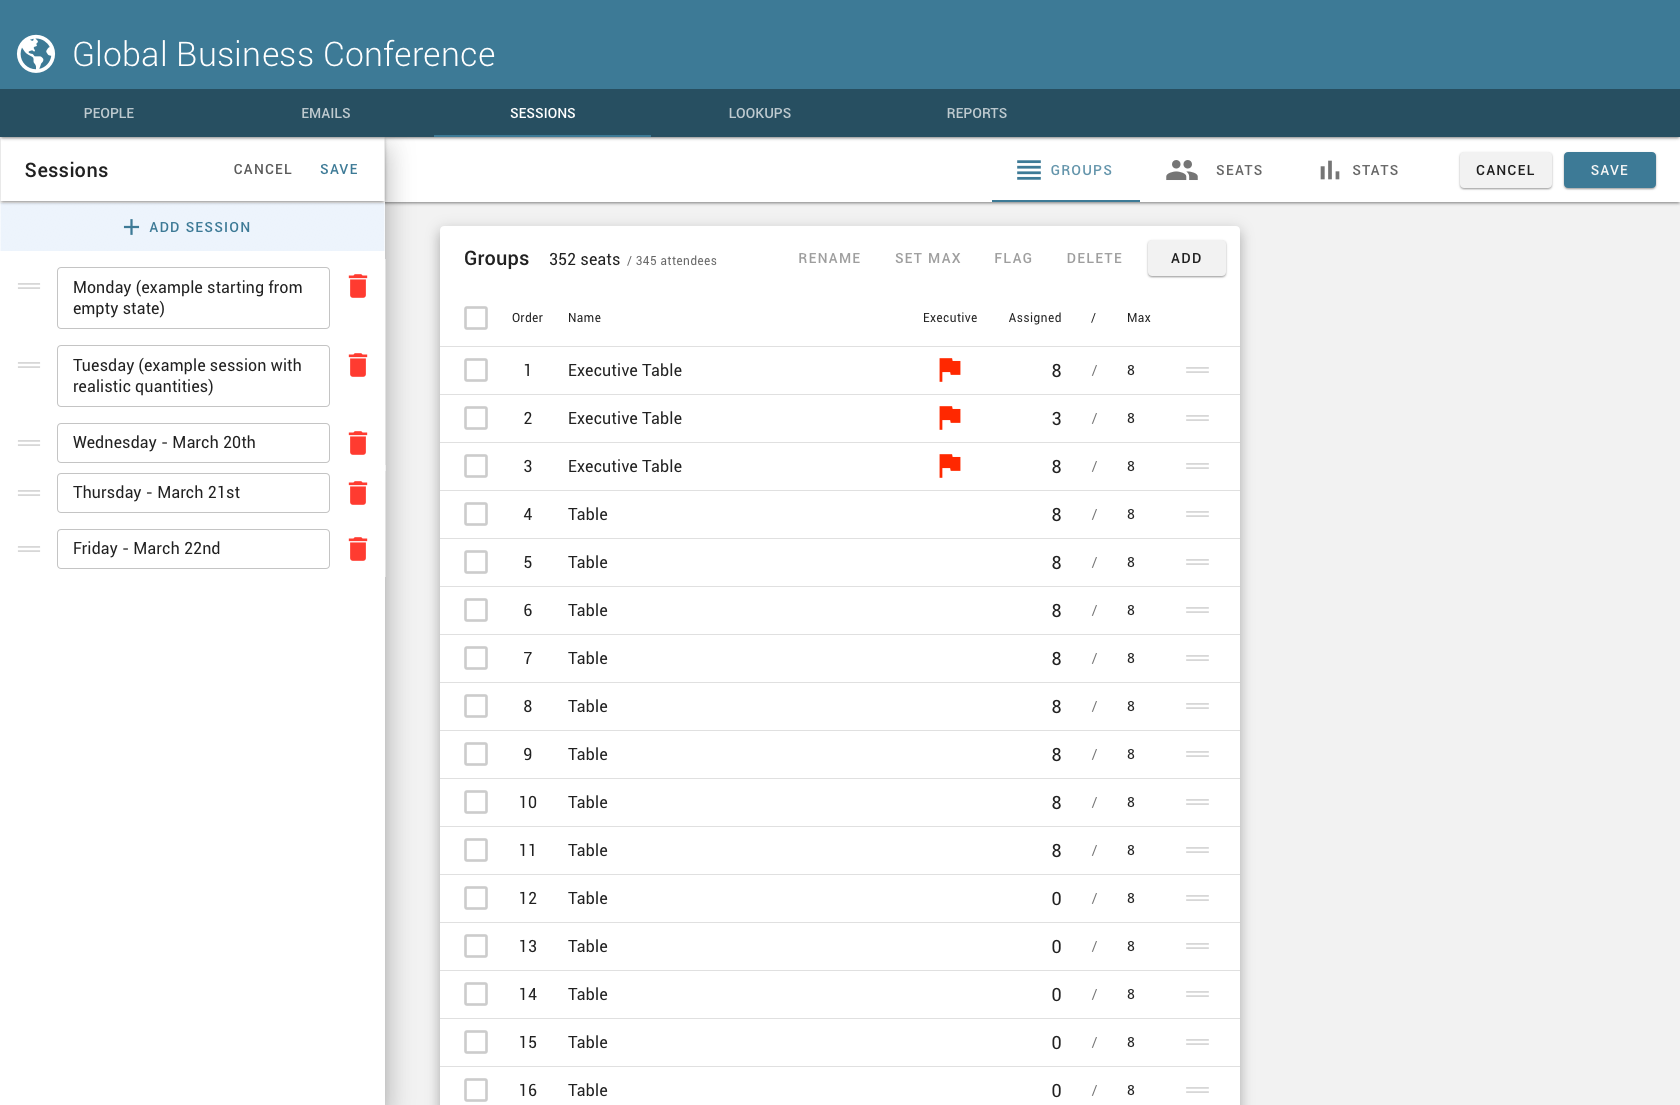 Global Business Conference
PEOPLE EMAILS SESSIONS LOOKUPS REPORTS
Sessions CANCEL SAVE
GROUPS SEATS STATS CANCEL SAVE
ADD SESSION
Monday (example starting from
empty state)
Tuesday (example session with
realistic quantities)
Wednesday - March 20th
Thursday - March 21st
Friday - March 22nd
Groups 352 seats / 345 attendees RENAME SET MAX FLAG DELETE ADD
Order Name Executive Assigned / Max
1 Executive Table 8 / 8
2 Executive Table 3 / 8
3 Executive Table 8 / 8
4 Table 8 / 8
5 Table 8 / 8
6 Table 8 / 8
7 Table 8 / 8
8 Table 8 / 8
9 Table 8 / 8
10 Table 8 / 8
11 Table 8 / 8
12 Table 0 / 8
13 Table 0 / 8
14 Table 0 / 8
15 Table 0 / 8
16 Table 0 / 8